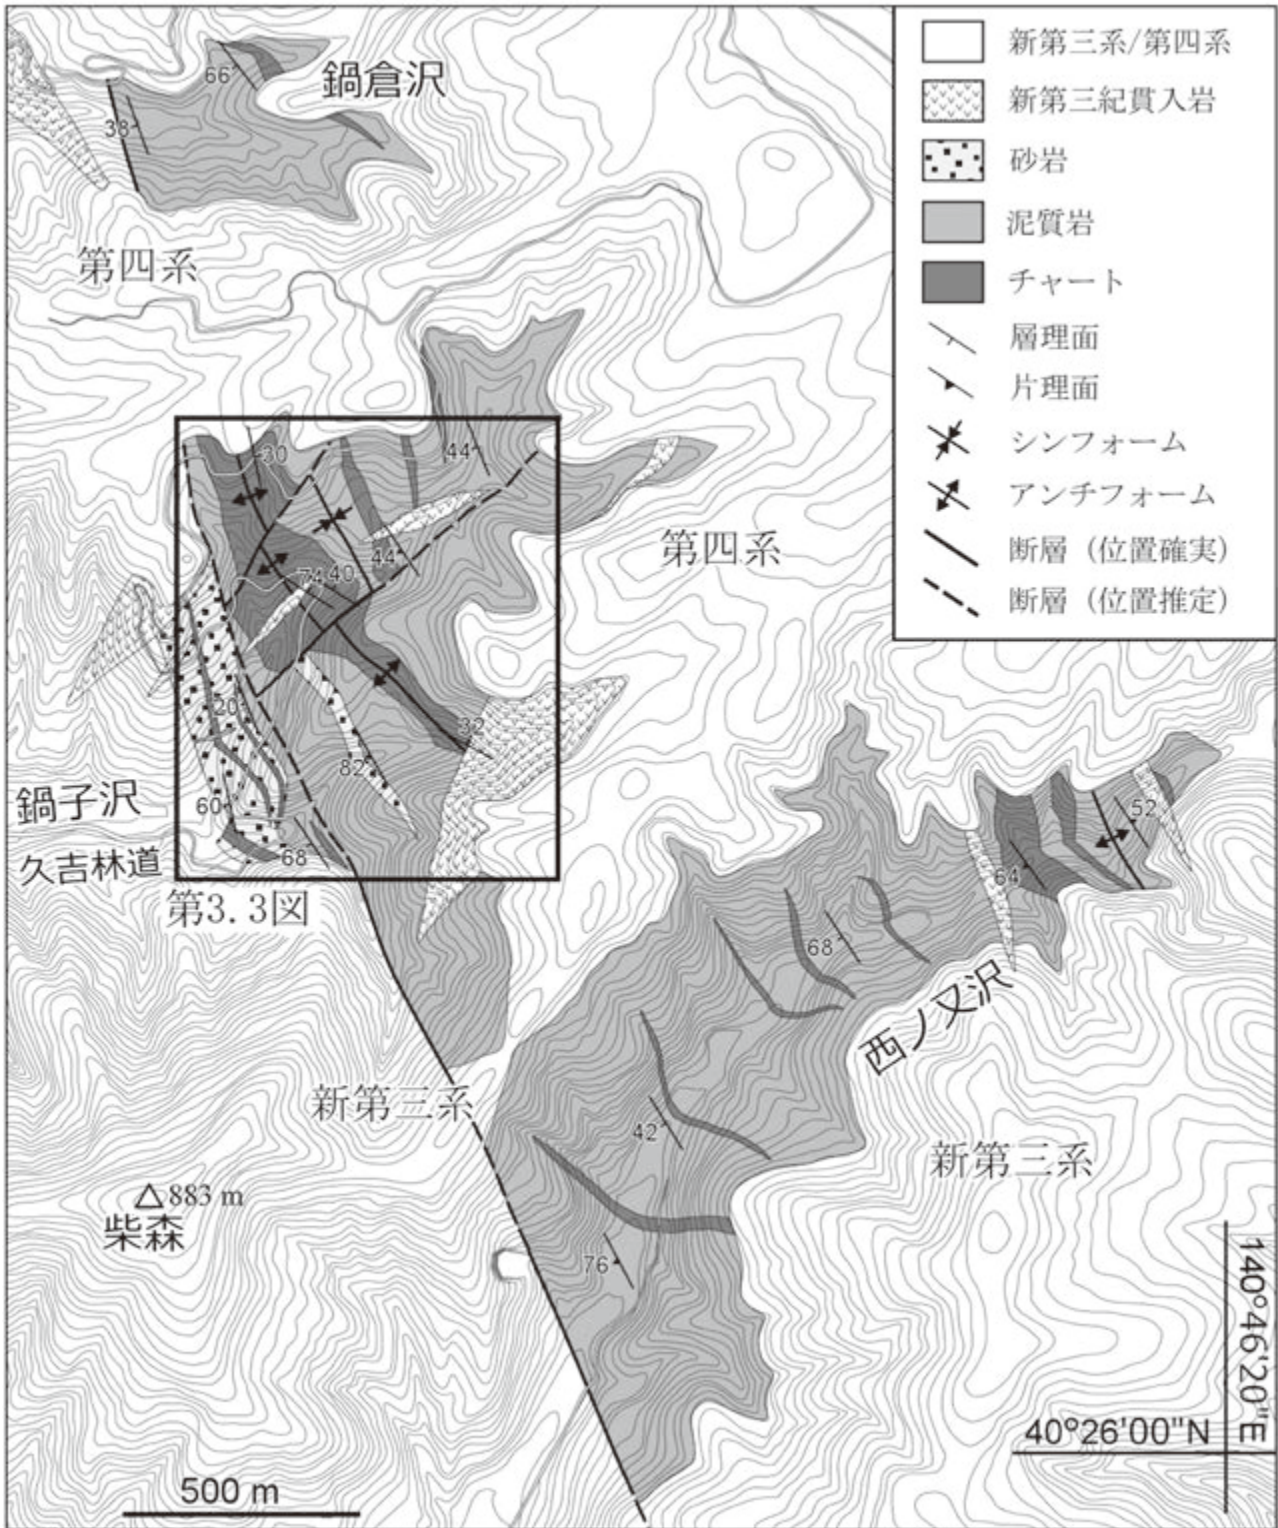 新第三系/第四系
新第三紀貫入岩
砂岩
泥質岩
チャート
層理面
片理面
シンフォーム
アンチフォーム
断層（位置確実）
断層（位置推定）
66
鍋倉沢
38
第四系
30
44
第四系
44
74
40
20
32
82
鍋子沢
60
久吉林道
68
第3.3図
52
64
68
西ノ又沢
新第三系
42
新第三系
883 m
柴森
76
140°46'20"E
40°26'00"N
500 m